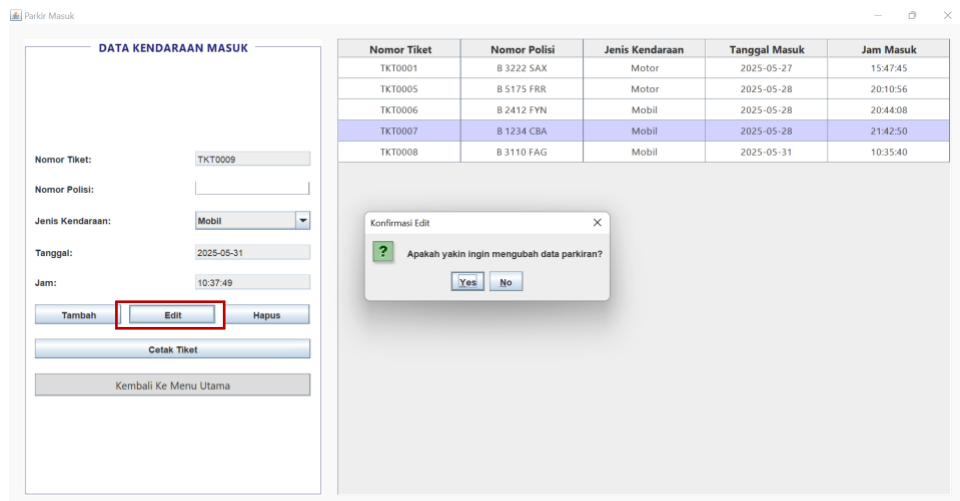 Parkir Masuk
DATA KENDARAAN MASUK
Nomor Tiket: TKT0009
Nomor Polisi:
Jenis Kendaraan: Mobil
Tanggal: 2025-05-31
Jam: 10:37:49
Tambah Edit Hapus
Cetak Tiket
Kembali Ke Menu Utama
Nomor Tiket Nomor Polisi Jenis Kendaraan Tanggal Masuk Jam Masuk
TKT0001 B 3222 SAX Motor 2025-05-27 15:47:45
TKT0005 B 5175 FRR Motor 2025-05-28 20:10:56
TKT0006 B 2412 FYN Mobil 2025-05-28 20:44:08
TKT0007 B 1234 CBA Mobil 2025-05-28 21:42:50
TKT0008 B 3110 FAG Mobil 2025-05-31 10:35:40
Konfirmasi Edit
? Apakah yakin ingin mengubah data parkiran?
Yes No